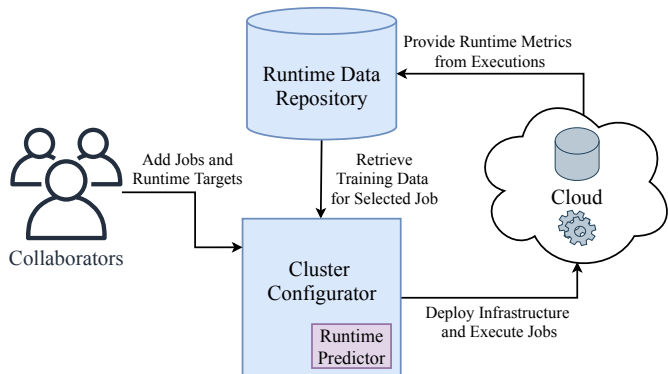 Provide Runtime Metrics
from Executions
Runtime Data
Repository
Add Jobs and
Runtime Targets
Retrieve
Training Data
for Selected Job
Cloud
Collaborators
Cluster
Configurator
Deploy Infrastructure
and Execute Jobs
Runtime
Predictor